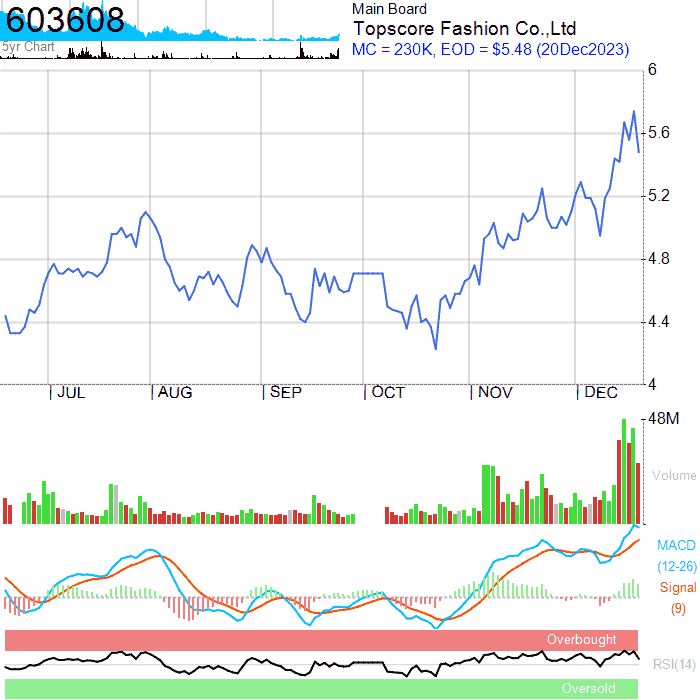 603608
5yr Chart
Main Board
Topscore Fashion Co.,Ltd
MC = 230K, EOD = $5.48 (20Dec2023)
6
5.6
5.2
4.8
4.4
4
JUL AUG SEP OCT NOV DEC
48M
Volume
MACD
(12-26)
Signal
(9)
Overbought
RSI(14)
Oversold